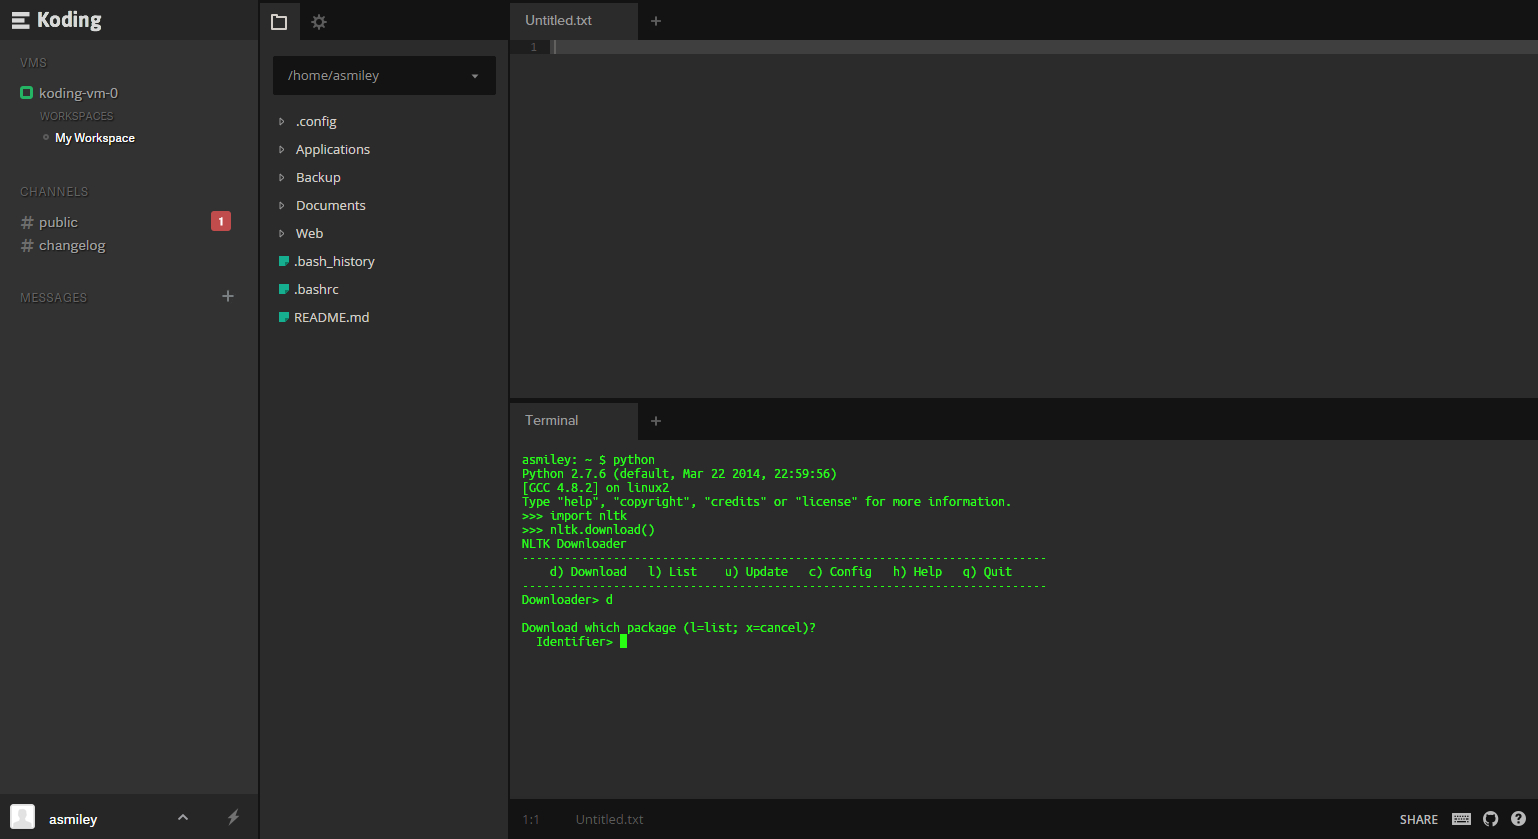 Koding
VMS
koding-vm-0
WORKSPACES
My Workspace
CHANNELS
# public 1
# changelog
MESSAGES +
asmiley
/home/asmiley
.config
Applications
Backup
Documents
Web
.bash_history
.bashrc
README.md
Untitled.txt +
1
Terminal +
asmiley: ~ $ python
Python 2.7.6 (default, Mar 22 2014, 22:59:56)
[GCC 4.8.2] on linux2
Type "help", "copyright", "credits" or "license" for more information.
>>> import nltk
>>> nltk.download()
NLTK Downloader
---------------------------------------------------------------------------
    d) Download   l) List    u) Update   c) Config   h) Help   q) Quit
---------------------------------------------------------------------------
Downloader> d
Download which package (l=list; x=cancel)?
  Identifier>
1:1 Untitled.txt SHARE ?